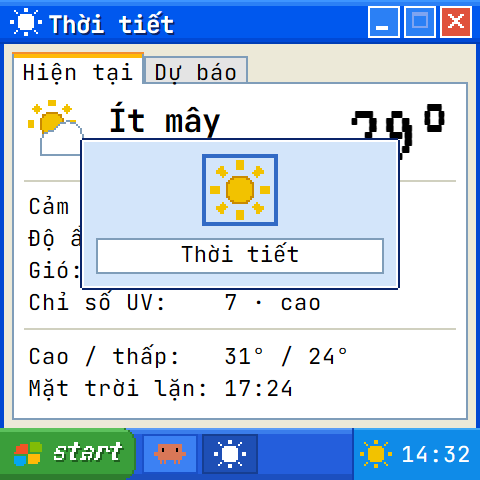 Thời tiết
Hiện tại
Dự báo
Ít mây
Cảm
Độ
Gió:
Thời tiết
Chỉ số UV: 7 · cao
Cao / thấp: 31° / 24°
Mặt trời lặn: 17:24
start
14:32